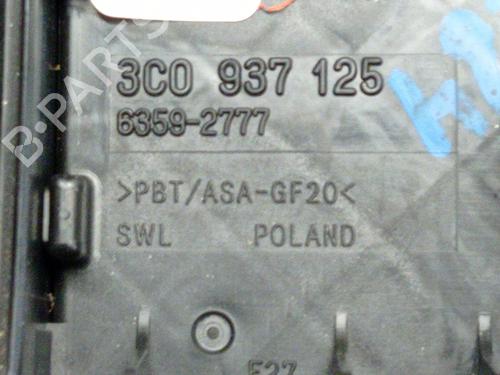 3C0 937 125
6359-2777
>PBT/ASA-GF20<
SWL POLAND
B-PARTS